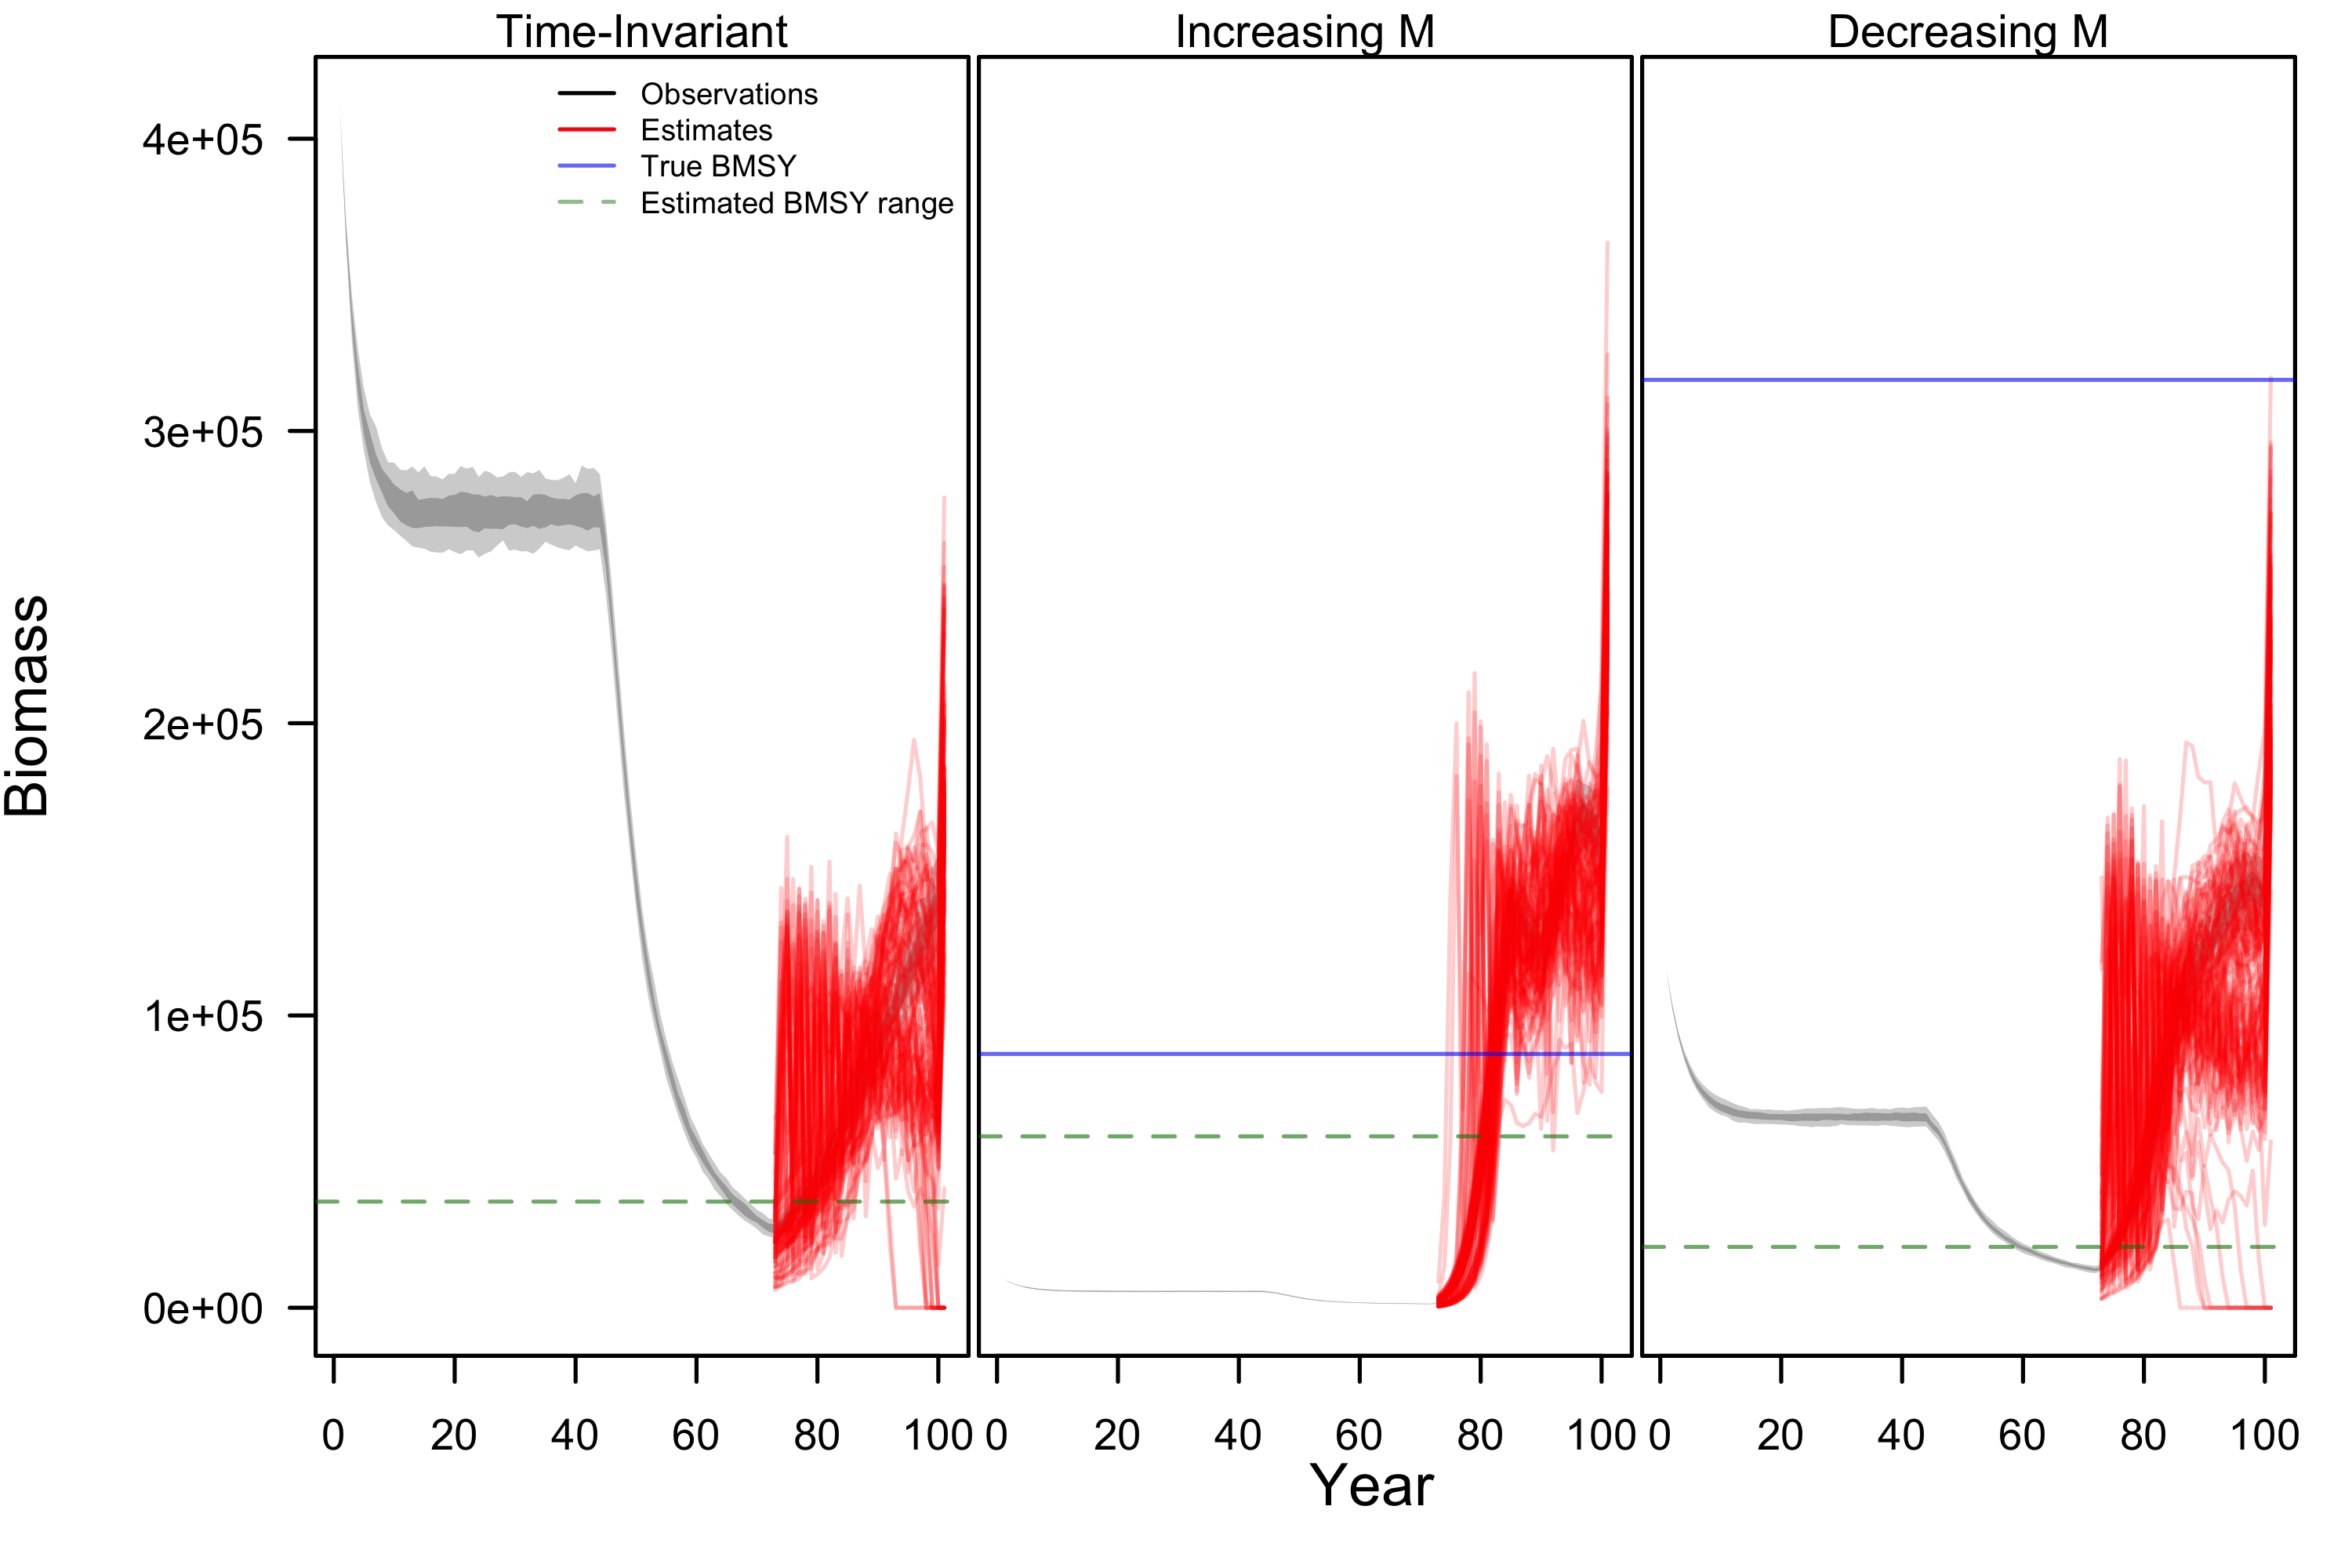 Time-Invariant
Increasing M
Decreasing M
Observations
Estimates
True BMSY
Estimated BMSY range
4e+05
3e+05
2e+05
1e+05
0e+00
Biomass
0 20 40 60 80 100
0 20 40 60 80 100
0 20 40 60 80 100
Year